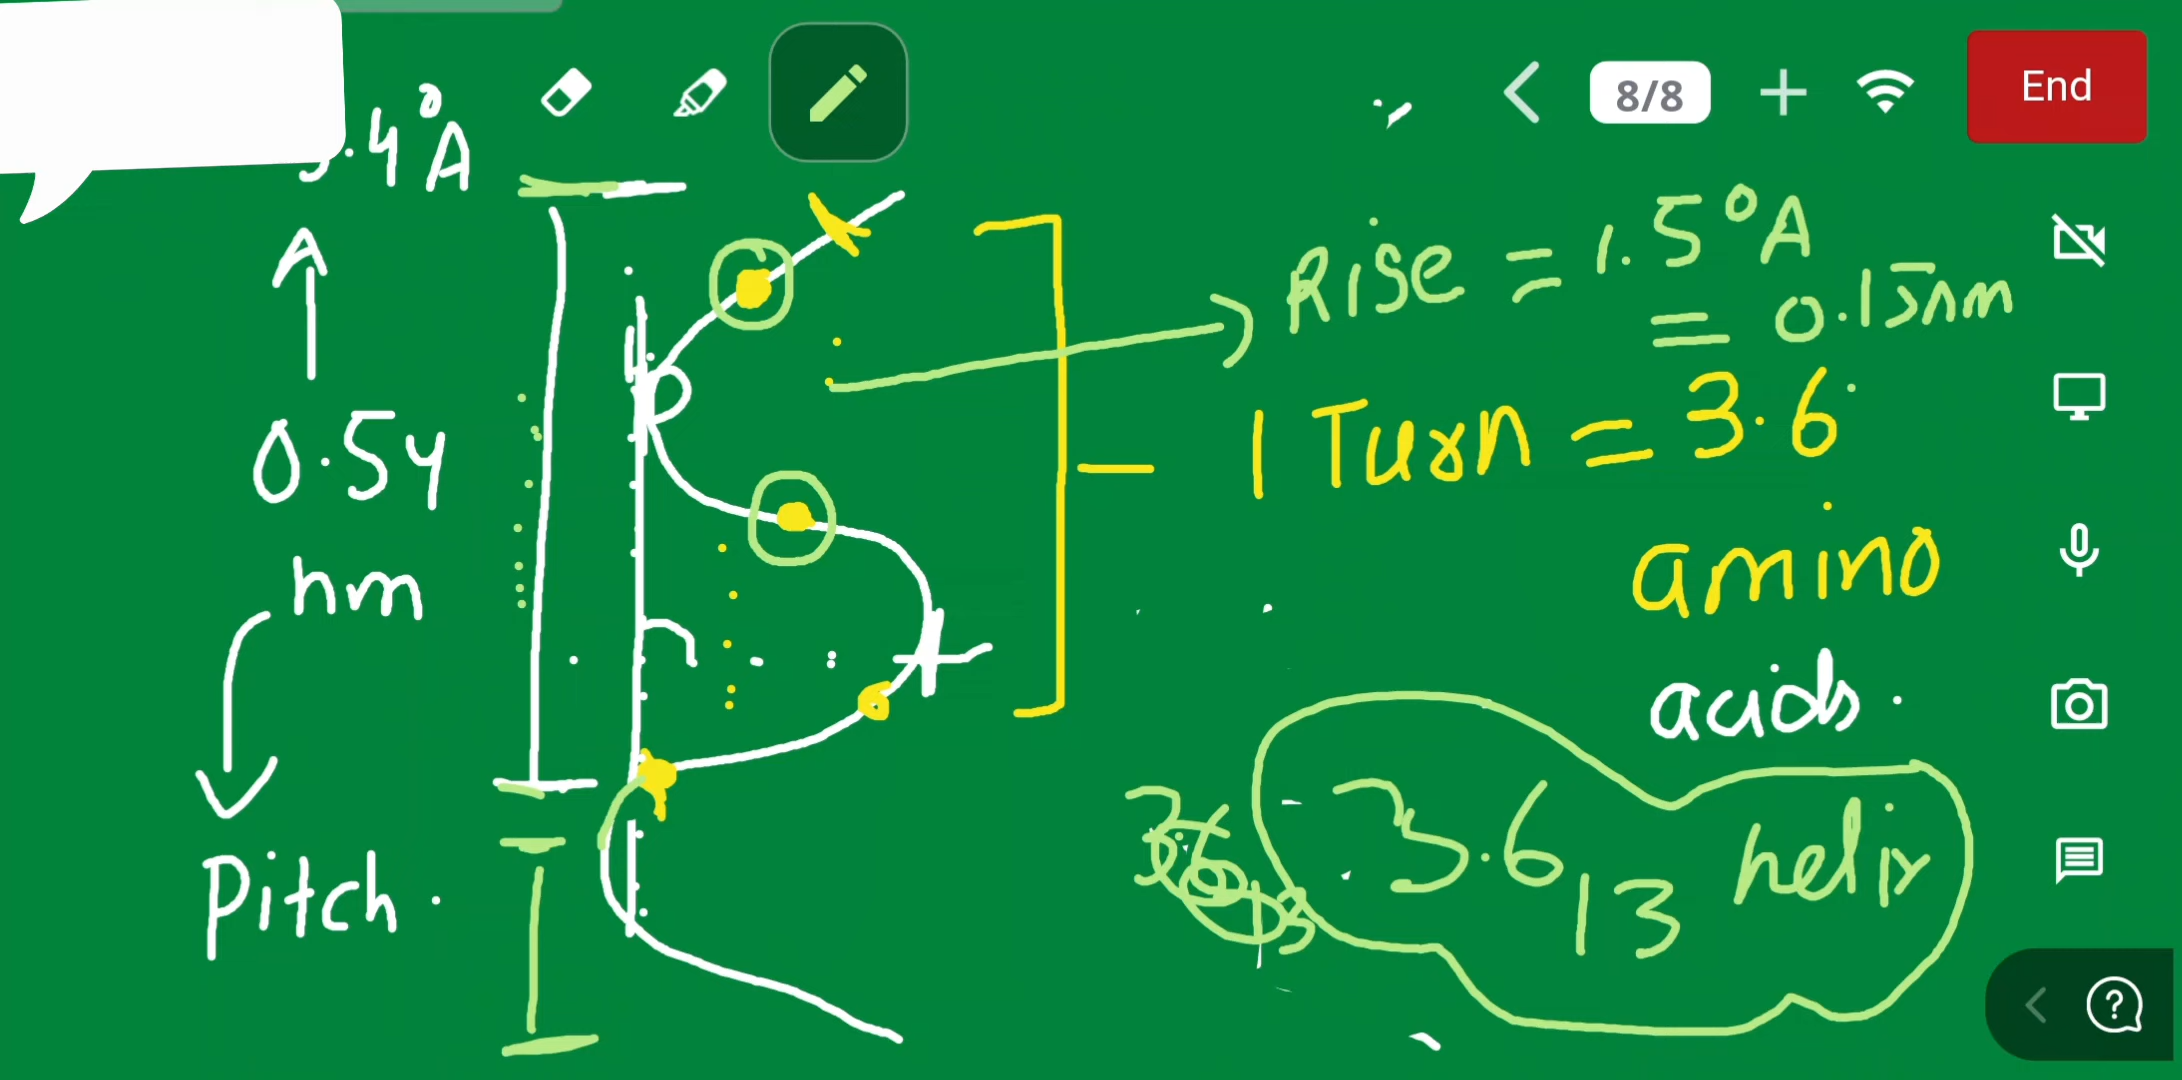 .4°A
8/8
End
Rise = 1.5°A
= 0.15nm
0.54
nm
Pitch.
1 Turn = 3.6
amino
acids.
3.6₁₃ helix